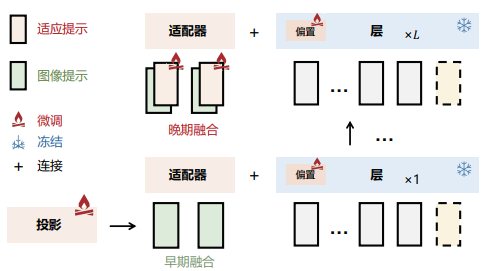 适应提示
图像提示
微调
冻结
+ 连接
适配器 + 偏置 层 ×L
...
晚期融合
...
适配器 + 偏置 层 ×1
投影
...
早期融合